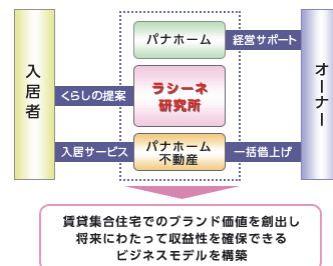 パナホーム
経営サポート
入居者
オーナー
くらしの提案
ラシーネ
研究所
入居サービス
パナホーム
不動産
一括借上げ
賃貸集合住宅でのブランド価値を創出し
将来にわたって収益性を確保できる
ビジネスモデルを構築